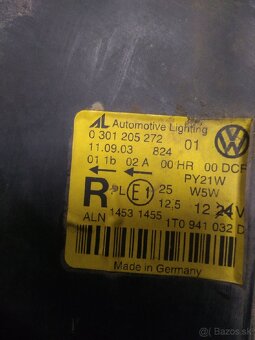 AL Automotive Lighting
0 301 205 272 01
11.09.03 824
01 1b 02 A 00 HR 00 DCR
PY21W
R PL E1 25 W5W
12,5 12 24V
ALN 1453 1455 1T0 941 032 D
Made in Germany
Bazos.sk